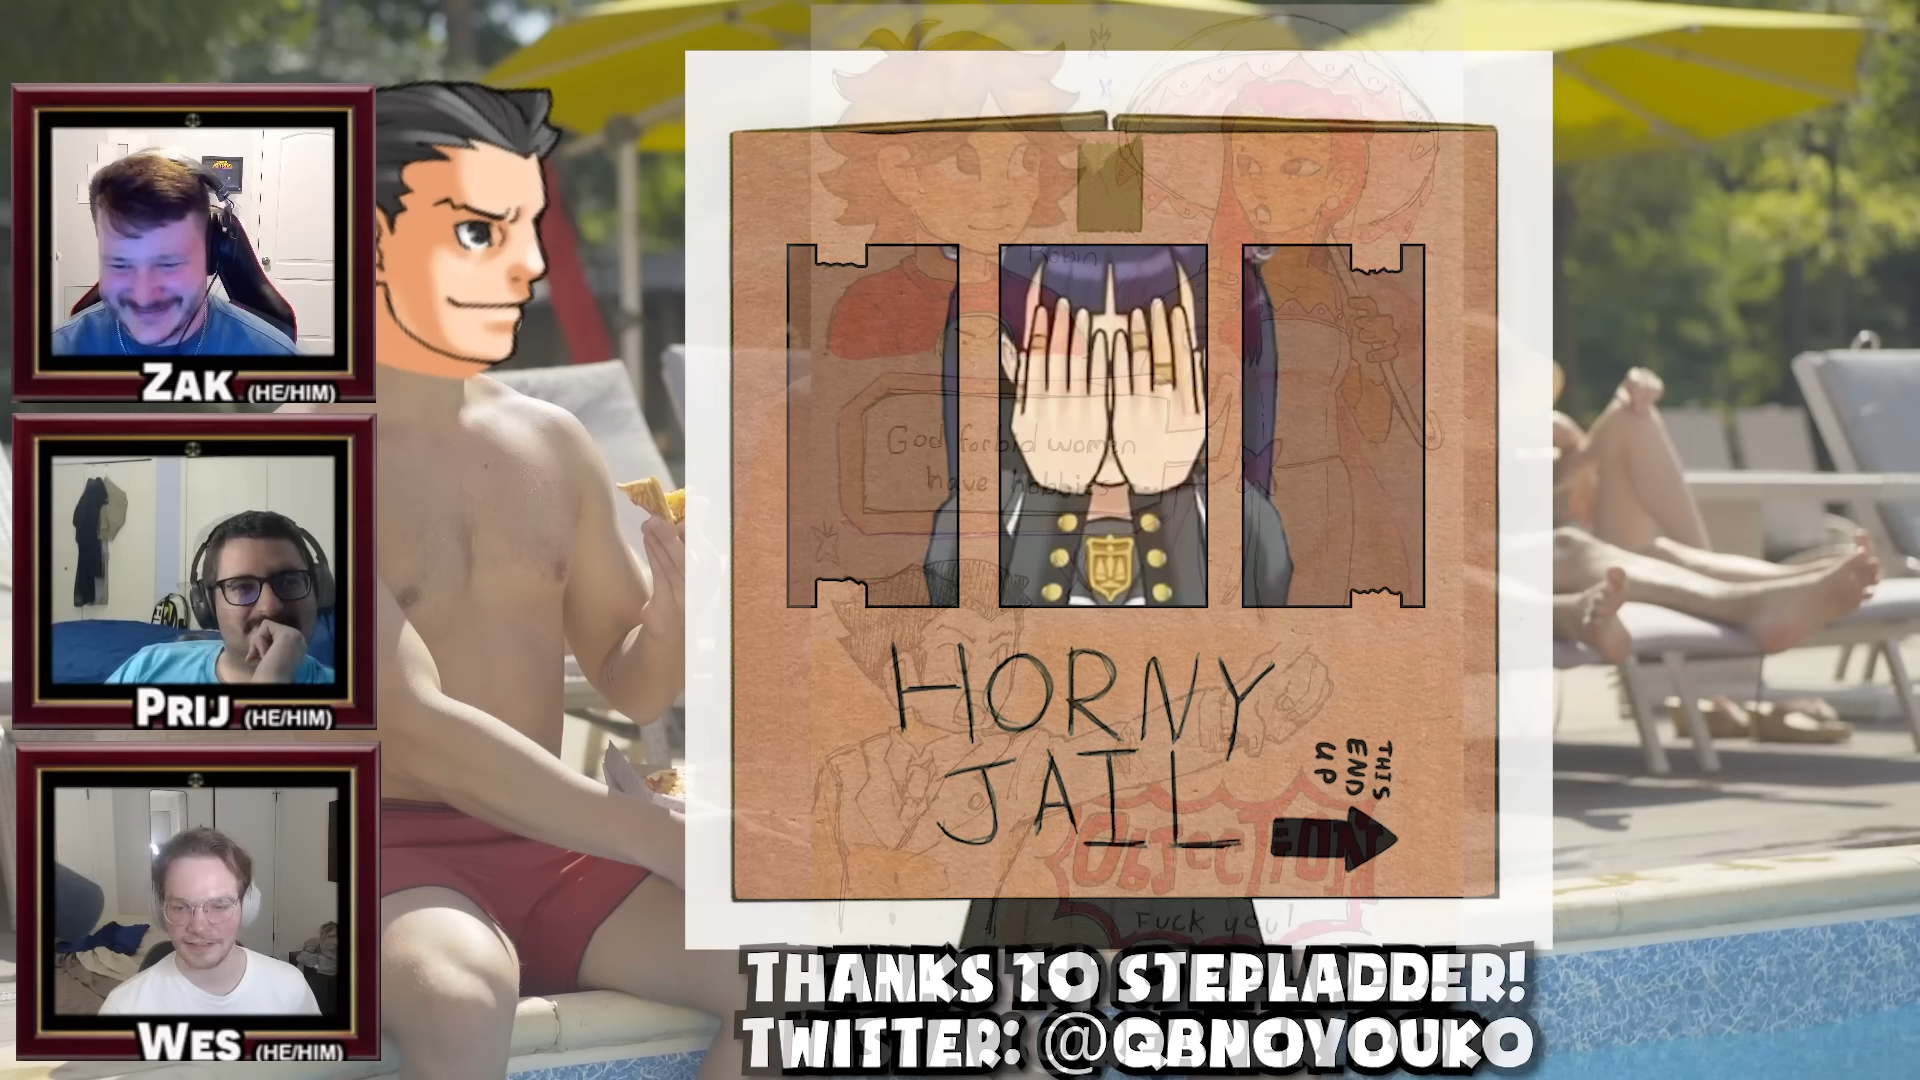 ZAK (HE/HIM)
PRIJ (HE/HIM)
WES (HE/HIM)
Robin
God forbid women
have hobbies
HORNY
JAIL
THIS
END
UP
OBJECTION
FUCK YOU!
THANKS TO STEPLADDER!
TWITTER: @QBNOYOUKO